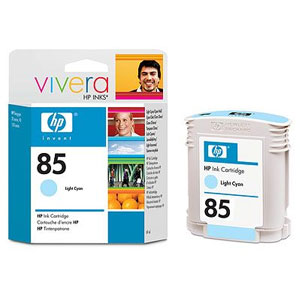 vivera
HP INKS
hp
invent
85
Light Cyan
HP Ink Cartridge
Cartouche d'encre HP
HP Tintenpatrone
hp
HP Ink Cartridge
Light Cyan
85